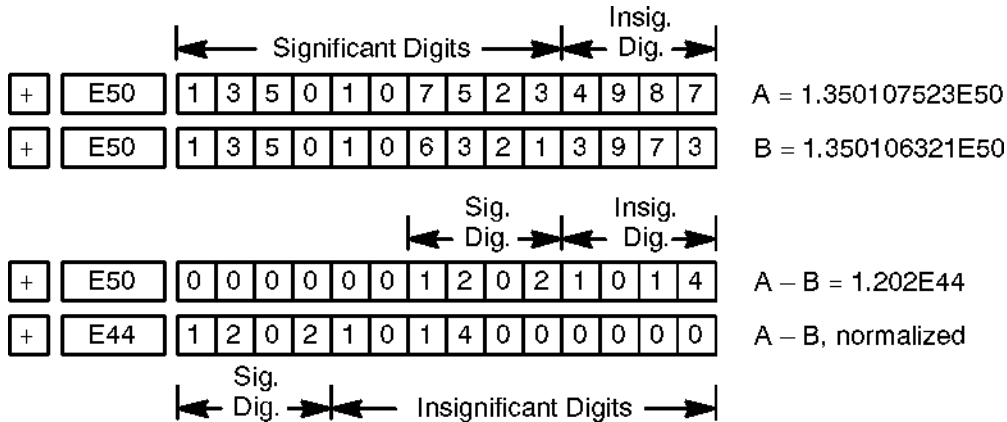 Significant Digits Insig. Dig.
+ E50 1 3 5 0 1 0 7 5 2 3 4 9 8 7 A = 1.350107523E50
+ E50 1 3 5 0 1 0 6 3 2 1 3 9 7 3 B = 1.350106321E50
Sig. Dig. Insig. Dig.
+ E50 0 0 0 0 0 0 1 2 0 2 1 0 1 4 A – B = 1.202E44
+ E44 1 2 0 2 1 0 1 4 0 0 0 0 0 0 A – B, normalized
Sig. Dig. Insignificant Digits